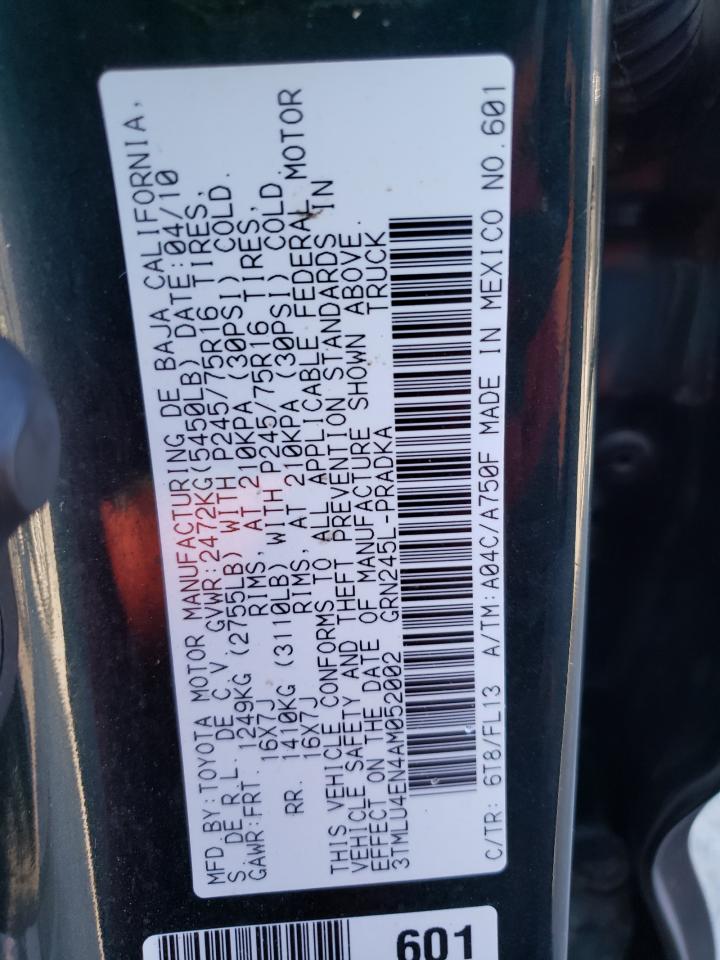 MFD BY:TOYOTA MOTOR MANUFACTURING DE BAJA CALIFORNIA,
S. DE R.L. DE C.V. GVWR:2472KG(5450LB) DATE:04/10
GAWR:FRT. 1249KG (2755LB) WITH P245/75R16 TIRES,
16X7J RIMS, AT 210KPA (30PSI) COLD.
RR. 1410KG (3110LB) WITH P245/75R16 TIRES,
16X7J RIMS, AT 210KPA (30PSI) COLD.
THIS VEHICLE CONFORMS TO ALL APPLICABLE FEDERAL MOTOR
VEHICLE SAFETY AND THEFT PREVENTION STANDARDS IN
EFFECT ON THE DATE OF MANUFACTURE SHOWN ABOVE.
3TMLU4EN4AM052002 GRN245L-PRADKA TRUCK
C/TR: 6T8/FL13 A/TM:A04C/A750F MADE IN MEXICO NO.601
601